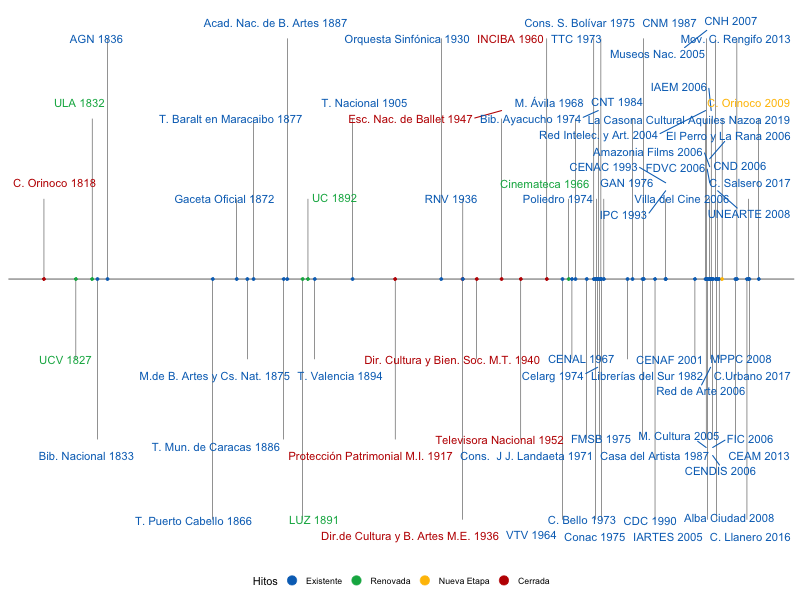 Acad. Nac. de B. Artes 1887
Cons. S. Bolívar 1975
CNM 1987
CNH 2007
AGN 1836
Orquesta Sinfónica 1930
INCIBA 1960
TTC 1973
Mov. C. Rengifo 2013
Museos Nac. 2005
IAEM 2006
ULA 1832
T. Nacional 1905
M. Ávila 1968
CNT 1984
C. Orinoco 2009
T. Baralt en Maracaibo 1877
Esc. Nac. de Ballet 1947
Bib. Ayacucho 1974
La Casona Cultural Aquiles Nazoa 2019
Red Intelec. y Art. 2004
El Perro y La Rana 2006
Amazonia Films 2006
CENAC 1993
FDVC 2006
CND 2006
C. Orinoco 1818
Cinemateca 1966
GAN 1976
C. Salsero 2017
Gaceta Oficial 1872
UC 1892
RNV 1936
Poliedro 1974
Villa del Cine 2006
IPC 1993
UNEARTE 2008
UCV 1827
Dir. Cultura y Bien. Soc. M.T. 1940
CENAL 1967
CENAF 2001
MPPC 2008
M.de B. Artes y Cs. Nat. 1875
T. Valencia 1894
Celarg 1974
Librerías del Sur 1982
C.Urbano 2017
Red de Arte 2006
Televisora Nacional 1952
FMSB 1975
M. Cultura 2005
FIC 2006
T. Mun. de Caracas 1886
Bib. Nacional 1833
Protección Patrimonial M.I. 1917
Cons. J J. Landaeta 1971
Casa del Artista 1987
CEAM 2013
CENDIS 2006
T. Puerto Cabello 1866
LUZ 1891
C. Bello 1973
CDC 1990
Alba Ciudad 2008
Dir.de Cultura y B. Artes M.E. 1936
VTV 1964
Conac 1975
IARTES 2005
C. Llanero 2016
Hitos
Existente
Renovada
Nueva Etapa
Cerrada